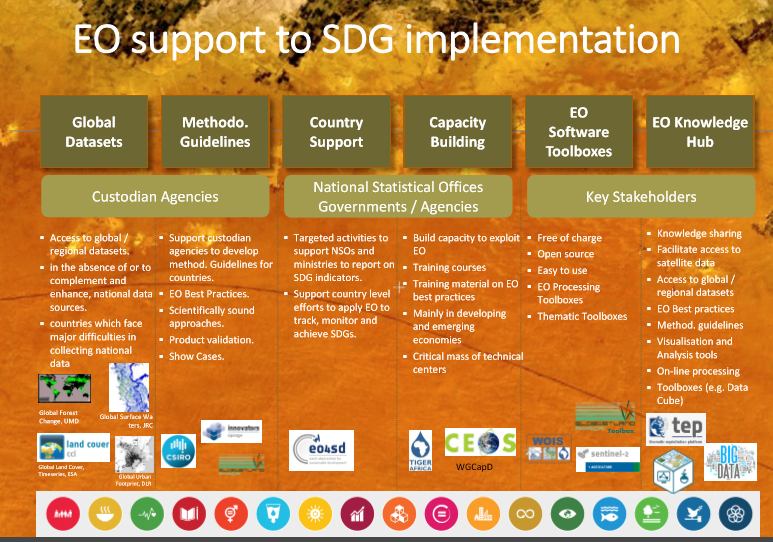 EO support to SDG implementation
Global
Datasets
Methodo.
Guidelines
Country
Support
Capacity
Building
EO
Software
Toolboxes
EO Knowledge
Hub
Custodian Agencies
National Statistical Offices
Governments / Agencies
Key Stakeholders
Access to global /
regional datasets.
in the absence of or to
complement and
enhance, national data
sources.
countries which face
major difficulties in
collecting national
data
Support custodian
agencies to develop
method. Guidelines for
countries.
EO Best Practices.
Scientifically sound
approaches.
Product validation.
Show Cases.
Targeted activities to
support NSOs and
ministries to report on
SDG indicators.
Support country level
efforts to apply EO to
track, monitor and
achieve SDGs.
Build capacity to exploit
EO
Training courses
Training material on EO
best practices
Mainly in developing
and emerging
economies
Critical mass of technical
centers
Free of charge
Open source
Easy to use
EO Processing
Toolboxes
Thematic Toolboxes
Knowledge sharing
Facilitate access to
satellite data
Access to global /
regional datasets
EO Best practices
Method. guidelines
Visualisation and
Analysis tools
On-line processing
Toolboxes (e.g. Data
Cube)
Global Forest
Change, UMD
Global Surface Wa
ters, JRC
land cover
cci
Global Land Cover,
Timeseries, ESA
Global Urban
Footprint, DLR
CSIRO
innovators
eo4sd
TIGER
AFRICA
CEOS
WGCapD
WOIS
Toolbox
sentinel-2
AGRICULTURE
tep
thematic exploitation platform
BIG
DATA